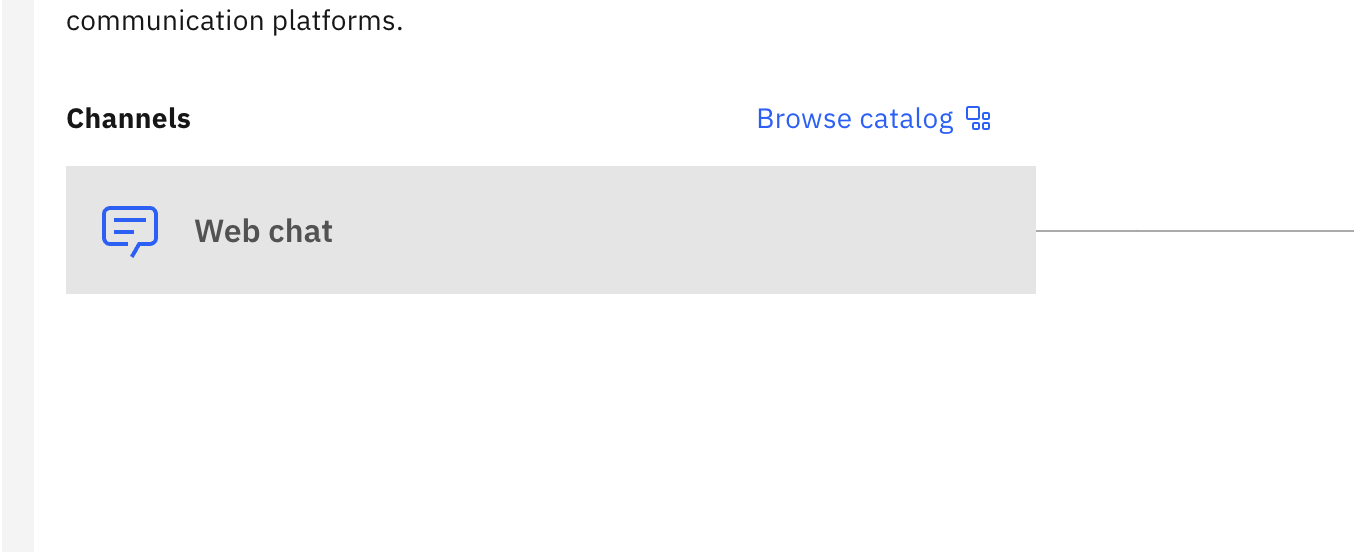 communication platforms.
Channels
Browse catalog
Web chat